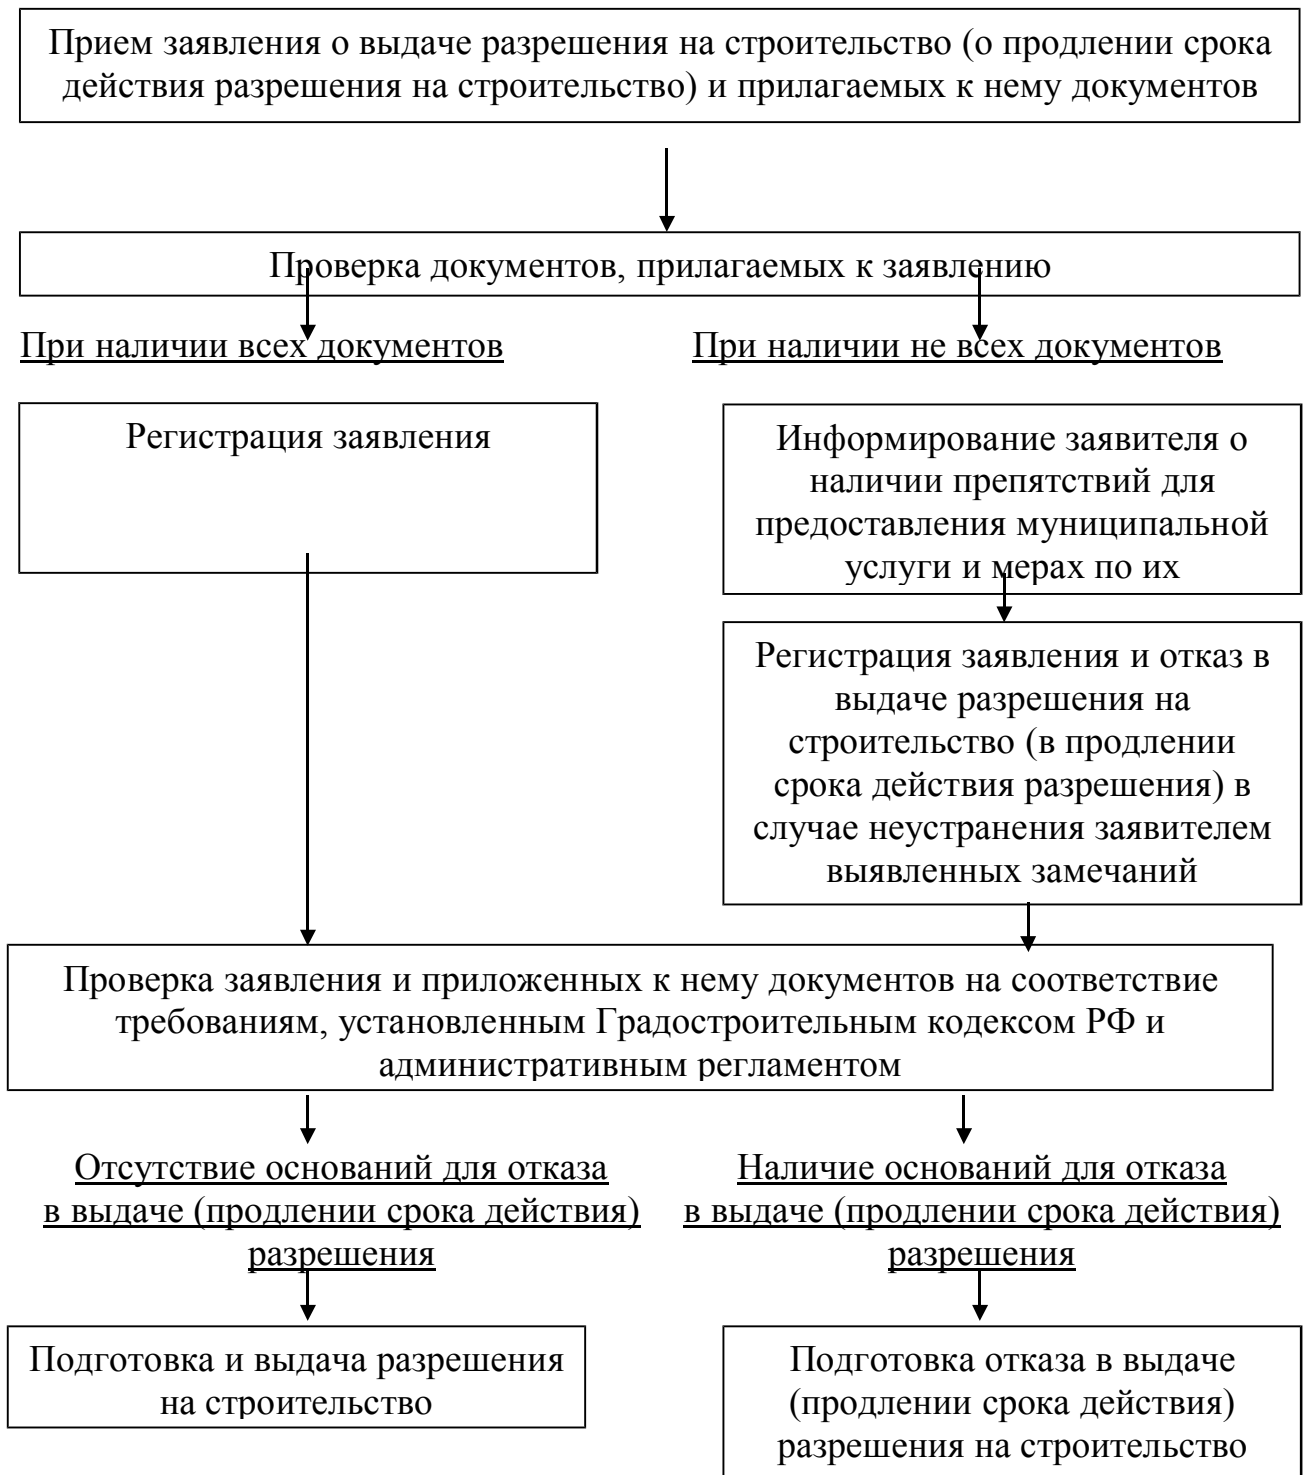 Прием заявления о выдаче разрешения на строительство (о продлении срока
действия разрешения на строительство) и прилагаемых к нему документов
Проверка документов, прилагаемых к заявлению
При наличии всех документов
При наличии не всех документов
Регистрация заявления
Информирование заявителя о
наличии препятствий для
предоставления муниципальной
услуги и мерах по их
Регистрация заявления и отказ в
выдаче разрешения на
строительство (в продлении
срока действия разрешения) в
случае неустранения заявителем
выявленных замечаний
Проверка заявления и приложенных к нему документов на соответствие
требованиям, установленным Градостроительным кодексом РФ и
административным регламентом
Отсутствие оснований для отказа
в выдаче (продлении срока действия)
разрешения
Наличие оснований для отказа
в выдаче (продлении срока действия)
разрешения
Подготовка и выдача разрешения
на строительство
Подготовка отказа в выдаче
(продлении срока действия)
разрешения на строительство